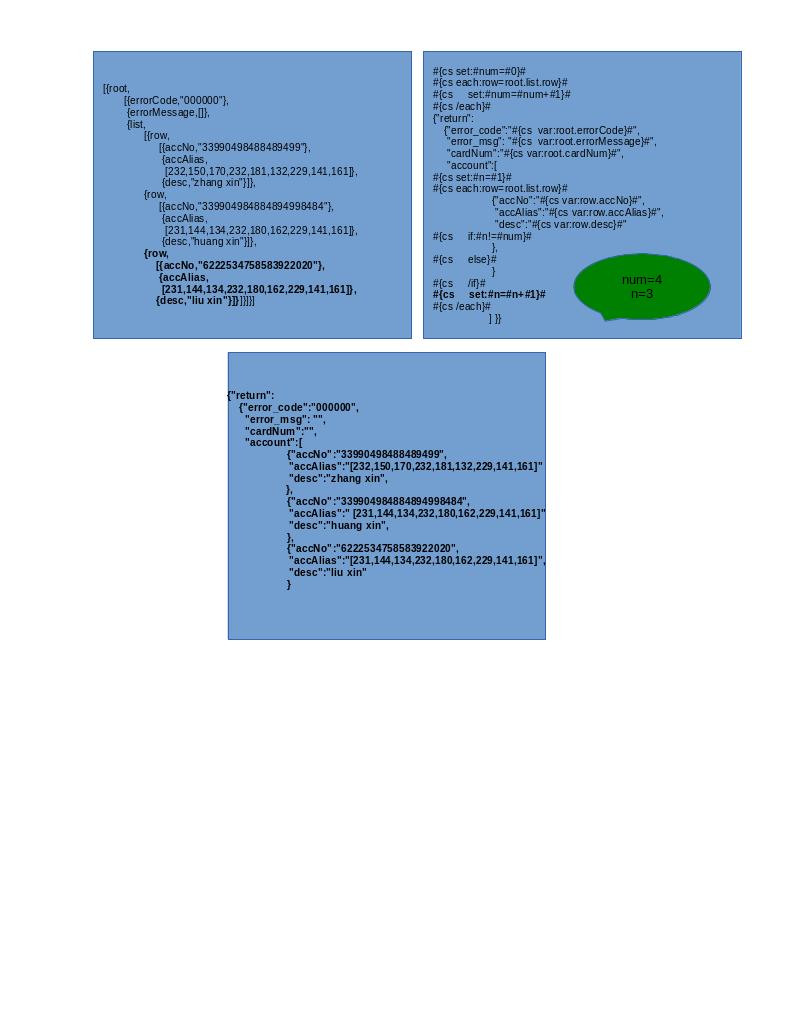 [{root,
[{errorCode,"000000"},
{errorMessage,[]},
{list,
[{row,
[{accNo,"33990498488489499"},
{accAlias,
[232,150,170,232,181,132,229,141,161]},
{desc,"zhang xin"}]},
{row,
[{accNo,"339904984884894998484"},
{accAlias,
[231,144,134,232,180,162,229,141,161]},
{desc,"huang xin"}]},
{row,
[{accNo,"6222534758583922020"},
{accAlias,
[231,144,134,232,180,162,229,141,161]},
{desc,"liu xin"}]}]}]}]
#{cs set:#num=#0}#
#{cs each:row=root.list.row}#
#{cs set:#num=#num+#1}#
#{cs /each}#
{"return":
{"error_code":"#{cs var:root.errorCode}#",
"error_msg": "#{cs var:root.errorMessage}#",
"cardNum":"#{cs var:root.cardNum}#",
"account":[
#{cs set:#n=#1}#
#{cs each:row=root.list.row}#
{"accNo":"#{cs var:row.accNo}#",
"accAlias":"#{cs var:row.accAlias}#",
"desc":"#{cs var:row.desc}#"
#{cs if:#n!=#num}#
},
#{cs else}#
}
#{cs /if}#
#{cs set:#n=#n+#1}#
#{cs /each}#
] }}
num=4
n=3
{"return":
{"error_code":"000000",
"error_msg": "",
"cardNum":"",
"account":[
{"accNo":"33990498488489499",
"accAlias":"[232,150,170,232,181,132,229,141,161]"
"desc":"zhang xin",
},
{"accNo":"339904984884894998484",
"accAlias":" [231,144,134,232,180,162,229,141,161]"
"desc":"huang xin",
},
{"accNo":"6222534758583922020",
"accAlias":"[231,144,134,232,180,162,229,141,161]",
"desc":"liu xin"
}